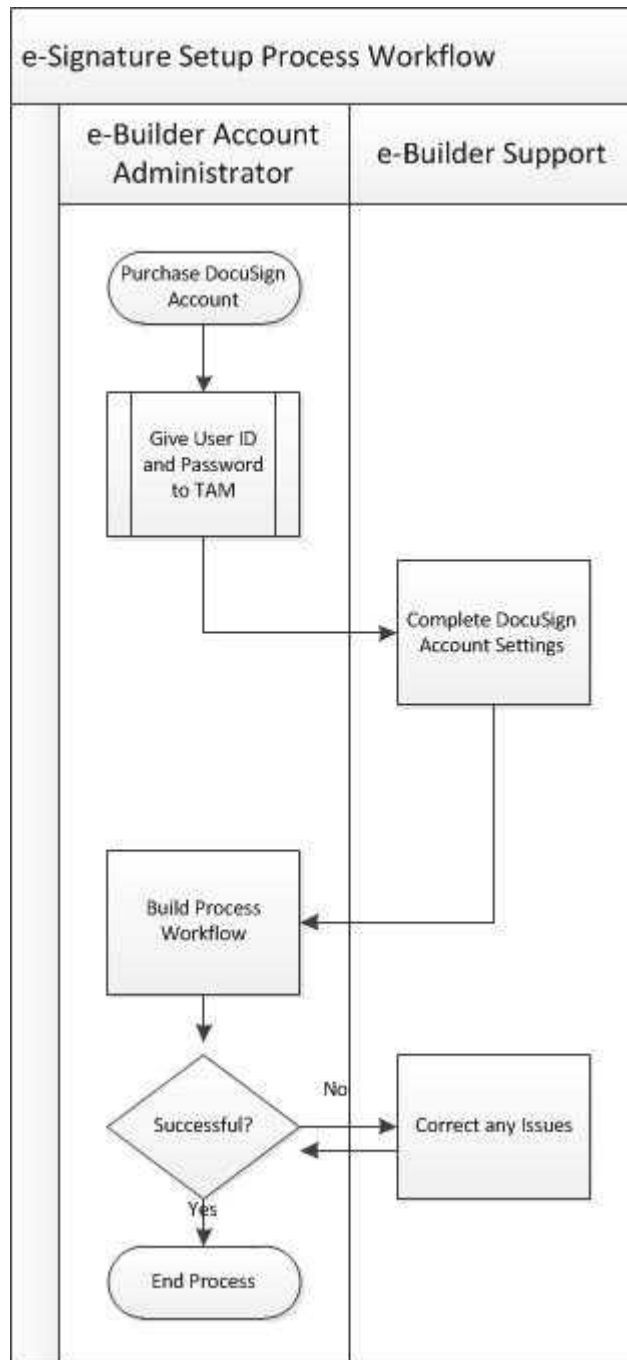 e-Signature Setup Process Workflow
e-Builder Account
Administrator
e-Builder Support
Purchase DocuSign
Account
Give User ID
and Password
to TAM
Complete DocuSign
Account Settings
Build Process
Workflow
Successful?
No
Correct any Issues
Yes
End Process